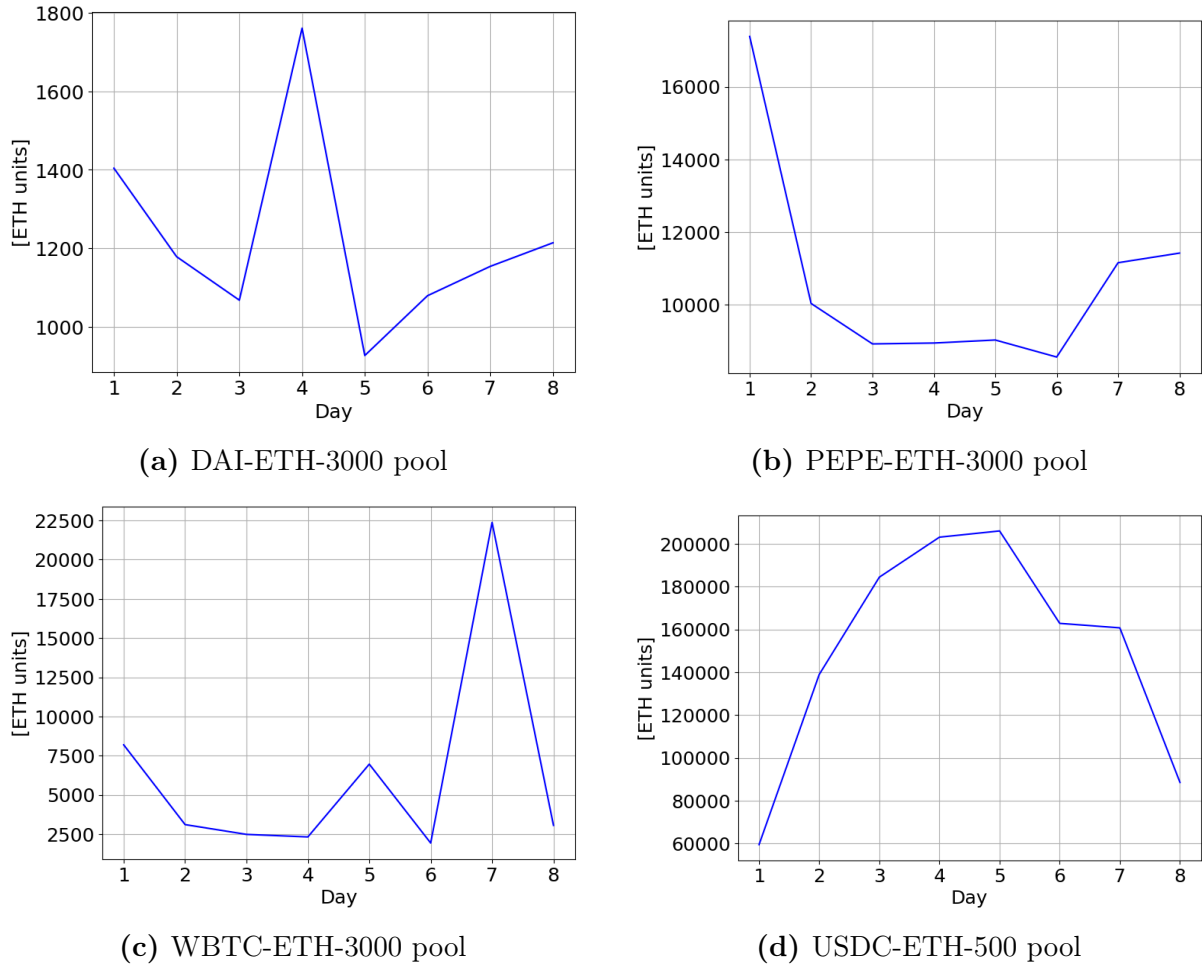 1800
1600
1400
1200
1000
[ETH units]
1 2 3 4 5 6 7 8
Day
(a) DAI-ETH-3000 pool
16000
14000
12000
10000
[ETH units]
1 2 3 4 5 6 7 8
Day
(b) PEPE-ETH-3000 pool
22500
20000
17500
15000
12500
10000
7500
5000
2500
[ETH units]
1 2 3 4 5 6 7 8
Day
(c) WBTC-ETH-3000 pool
200000
180000
160000
140000
120000
100000
80000
60000
[ETH units]
1 2 3 4 5 6 7 8
Day
(d) USDC-ETH-500 pool